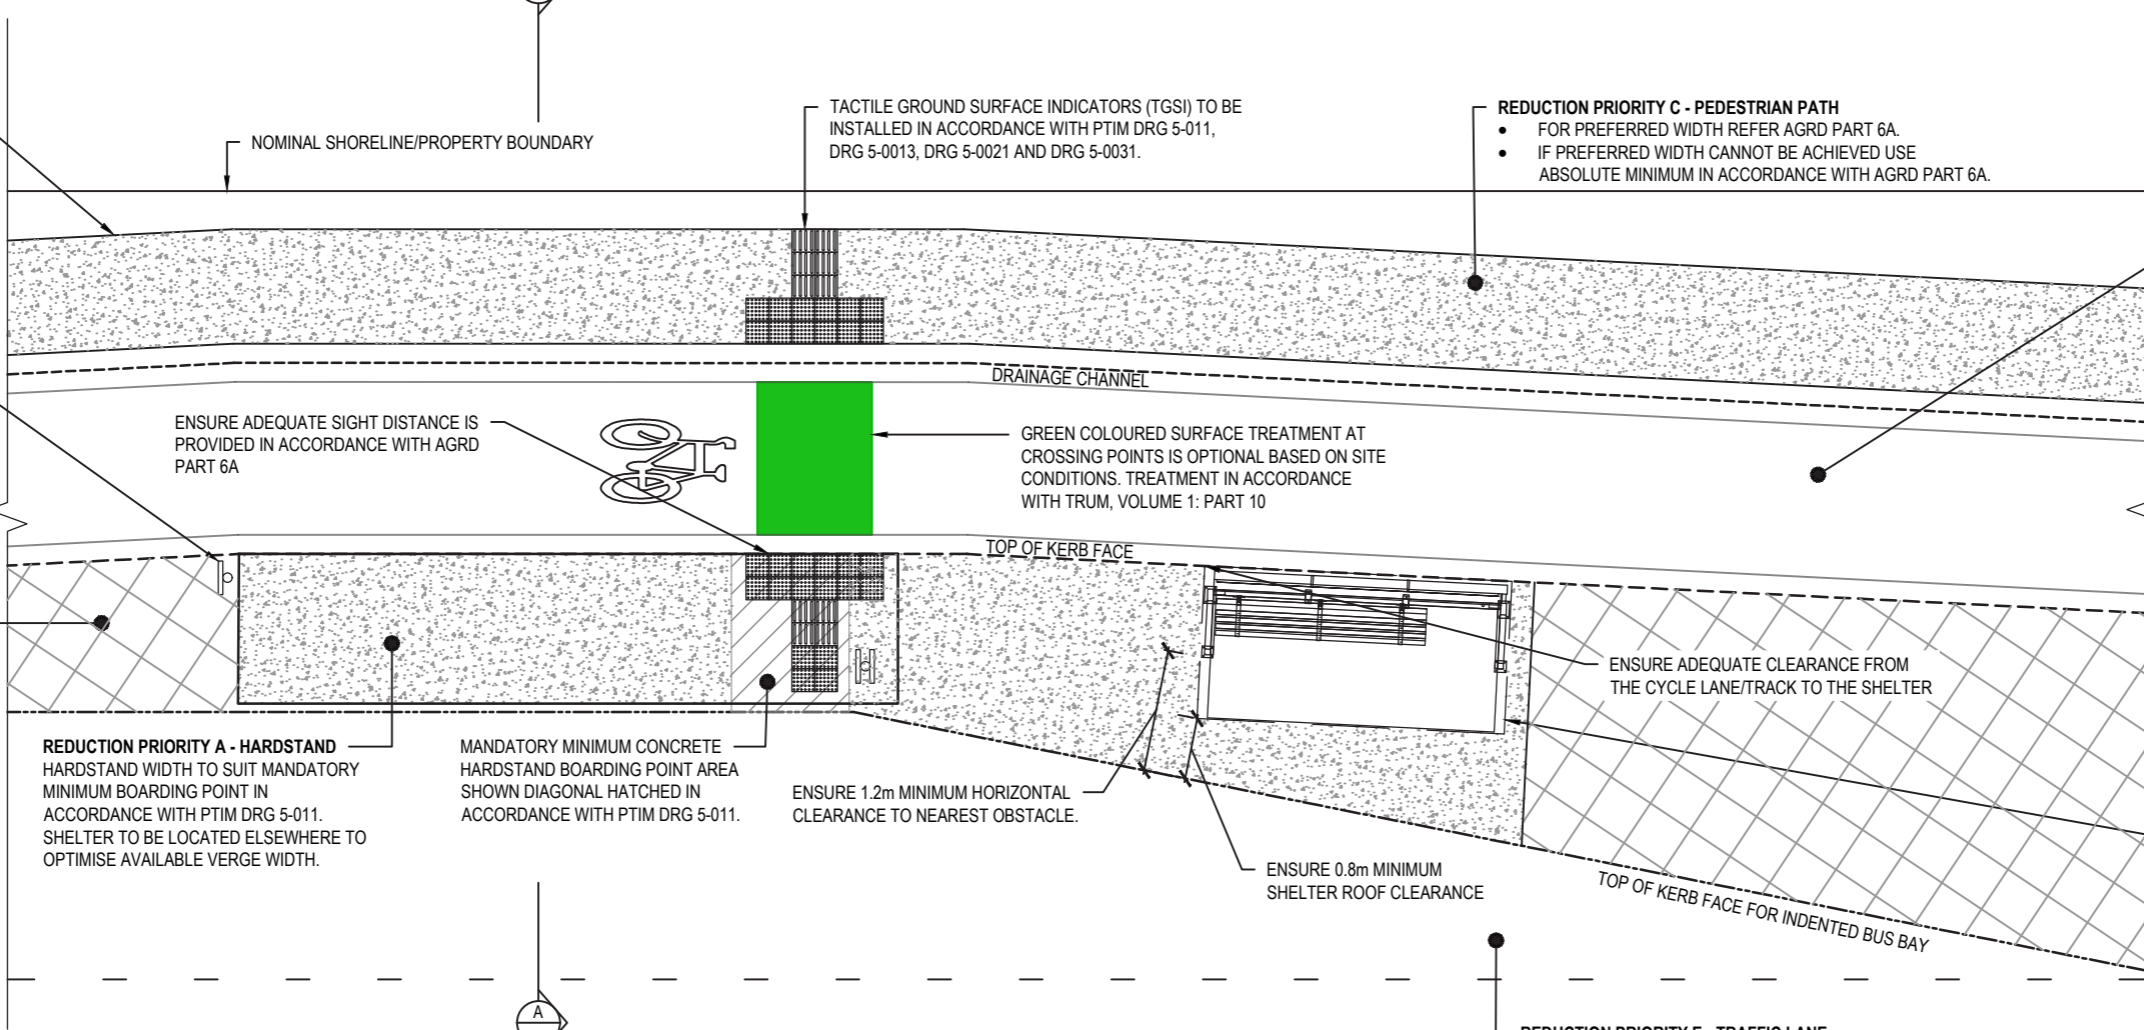 NOMINAL SHORELINE/PROPERTY BOUNDARY
TACTILE GROUND SURFACE INDICATORS (TGSI) TO BE
INSTALLED IN ACCORDANCE WITH PTIM DRG 5-011,
DRG 5-0013, DRG 5-0021 AND DRG 5-0031.
REDUCTION PRIORITY C - PEDESTRIAN PATH
• FOR PREFERRED WIDTH REFER AGRD PART 6A.
• IF PREFERRED WIDTH CANNOT BE ACHIEVED USE
ABSOLUTE MINIMUM IN ACCORDANCE WITH AGRD PART 6A.
DRAINAGE CHANNEL
ENSURE ADEQUATE SIGHT DISTANCE IS
PROVIDED IN ACCORDANCE WITH AGRD
PART 6A
GREEN COLOURED SURFACE TREATMENT AT
CROSSING POINTS IS OPTIONAL BASED ON SITE
CONDITIONS. TREATMENT IN ACCORDANCE
WITH TRUM, VOLUME 1: PART 10
TOP OF KERB FACE
ENSURE ADEQUATE CLEARANCE FROM
THE CYCLE LANE/TRACK TO THE SHELTER
REDUCTION PRIORITY A - HARDSTAND
HARDSTAND WIDTH TO SUIT MANDATORY
MINIMUM BOARDING POINT IN
ACCORDANCE WITH PTIM DRG 5-011.
SHELTER TO BE LOCATED ELSEWHERE TO
OPTIMISE AVAILABLE VERGE WIDTH.
MANDATORY MINIMUM CONCRETE
HARDSTAND BOARDING POINT AREA
SHOWN DIAGONAL HATCHED IN
ACCORDANCE WITH PTIM DRG 5-011.
ENSURE 1.2m MINIMUM HORIZONTAL
CLEARANCE TO NEAREST OBSTACLE.
ENSURE 0.8m MINIMUM
SHELTER ROOF CLEARANCE
TOP OF KERB FACE FOR INDENTED BUS BAY
A
REDUCTION PRIORITY E - TRAFFIC LANE